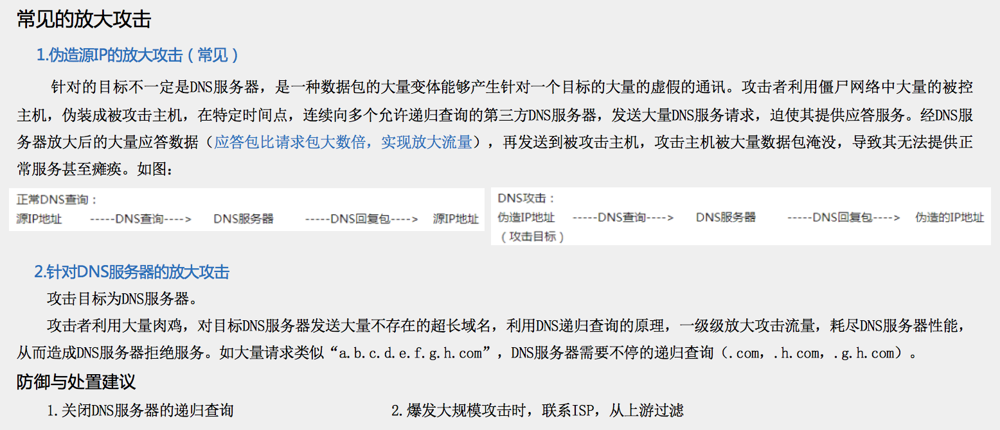 常见的放大攻击
1.伪造源IP的放大攻击（常见）
针对的目标不一定是DNS服务器，是一种数据包的大量变体能够产生针对一个目标的大量的虚假的通讯。攻击者利用僵尸网络中大量的被控
主机，伪装成被攻击主机，在特定时间点，连续向多个允许递归查询的第三方DNS服务器，发送大量DNS服务请求，迫使其提供应答服务。经DNS服
务器放大后的大量应答数据（应答包比请求包大数倍，实现放大流量），再发送到被攻击主机，攻击主机被大量数据包淹没，导致其无法提供正
常服务甚至瘫痪。如图：
正常DNS查询：
源IP地址 -----DNS查询----> DNS服务器 -----DNS回复包----> 源IP地址
DNS攻击：
伪造IP地址 -----DNS查询----> DNS服务器 -----DNS回复包----> 伪造的IP地址
（攻击目标）
2.针对DNS服务器的放大攻击
攻击目标为DNS服务器。
攻击者利用大量肉鸡，对目标DNS服务器发送大量不存在的超长域名，利用DNS递归查询的原理，一级级放大攻击流量，耗尽DNS服务器性能，
从而造成DNS服务器拒绝服务。如大量请求类似“a.b.c.d.e.f.g.h.com”，DNS服务器需要不停的递归查询（.com，.h.com，.g.h.com）。
防御与处置建议
1.关闭DNS服务器的递归查询 2.爆发大规模攻击时，联系ISP，从上游过滤